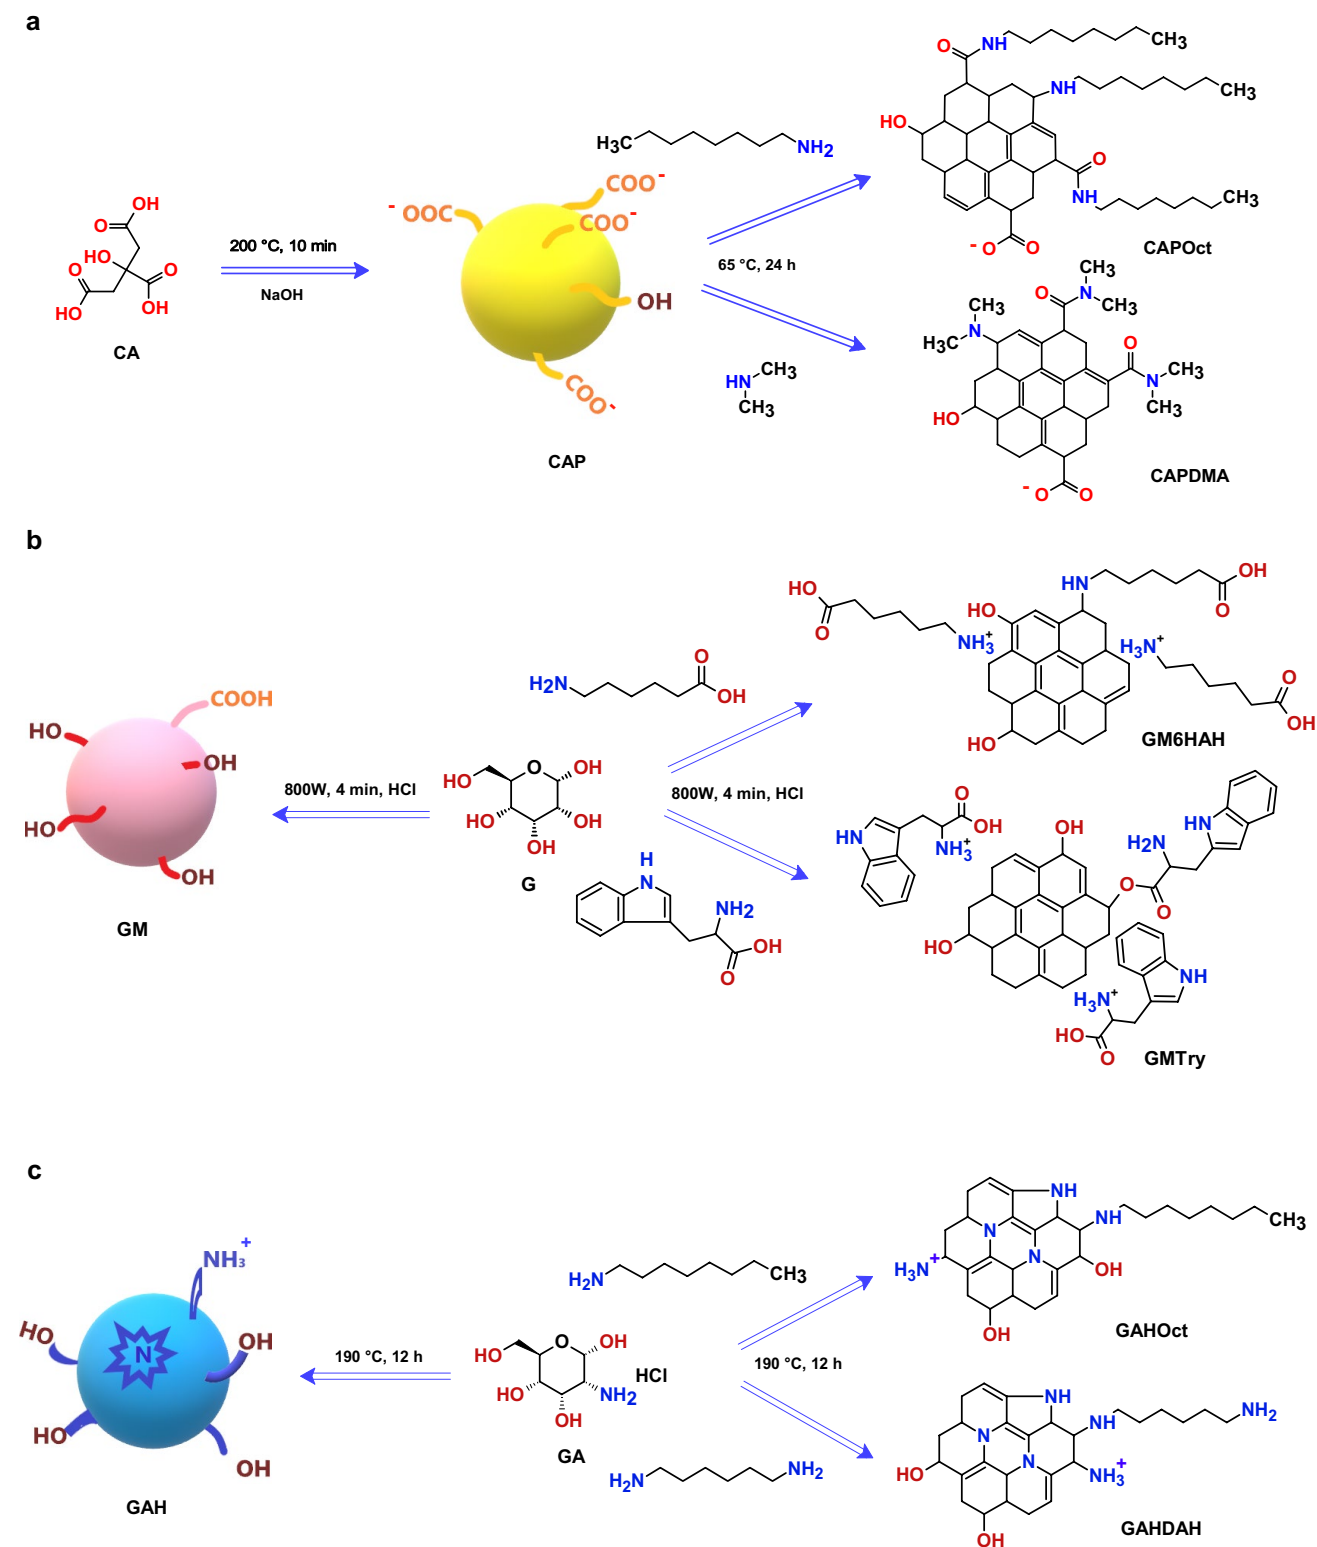 a
O
NH
CH3
NH
CH3
HO
O
NH
CH3
- O
O
CAPOct
H3C
NH2
COO-
- OOC
COO-
OH
COO-
CAP
OH
O
HO
O
O
HO
OH
CA
200 °C, 10 min
NaOH
65 °C, 24 h
HN
CH3
CH3
CH3
O
N
CH3
CH3
N
H3C
O
N
CH3
CH3
HO
- O
O
CAPDMA
b
HO
O
NH3+
HN
OH
O
HO
H3N+
O
OH
HO
GM6HAH
H2N
O
OH
COOH
HO
OH
HO
OH
GM
800W, 4 min, HCl
HO
O
OH
HO
OH
OH
G
800W, 4 min, HCl
H
N
NH2
OH
O
HN
O
OH
NH3+
OH
O
O
H2N
HN
HO
NH
H3N+
HO
O
GMTry
c
NH3+
HO
N
OH
HO
OH
GAH
190 °C, 12 h
H2N
CH3
HO
O
OH
HO
NH2
OH
HCl
GA
190 °C, 12 h
H2N
NH2
NH
N
NH
CH3
N
H3N+
OH
OH
GAHOct
NH
N
NH
NH2
N
HO
NH3+
OH
GAHDAH